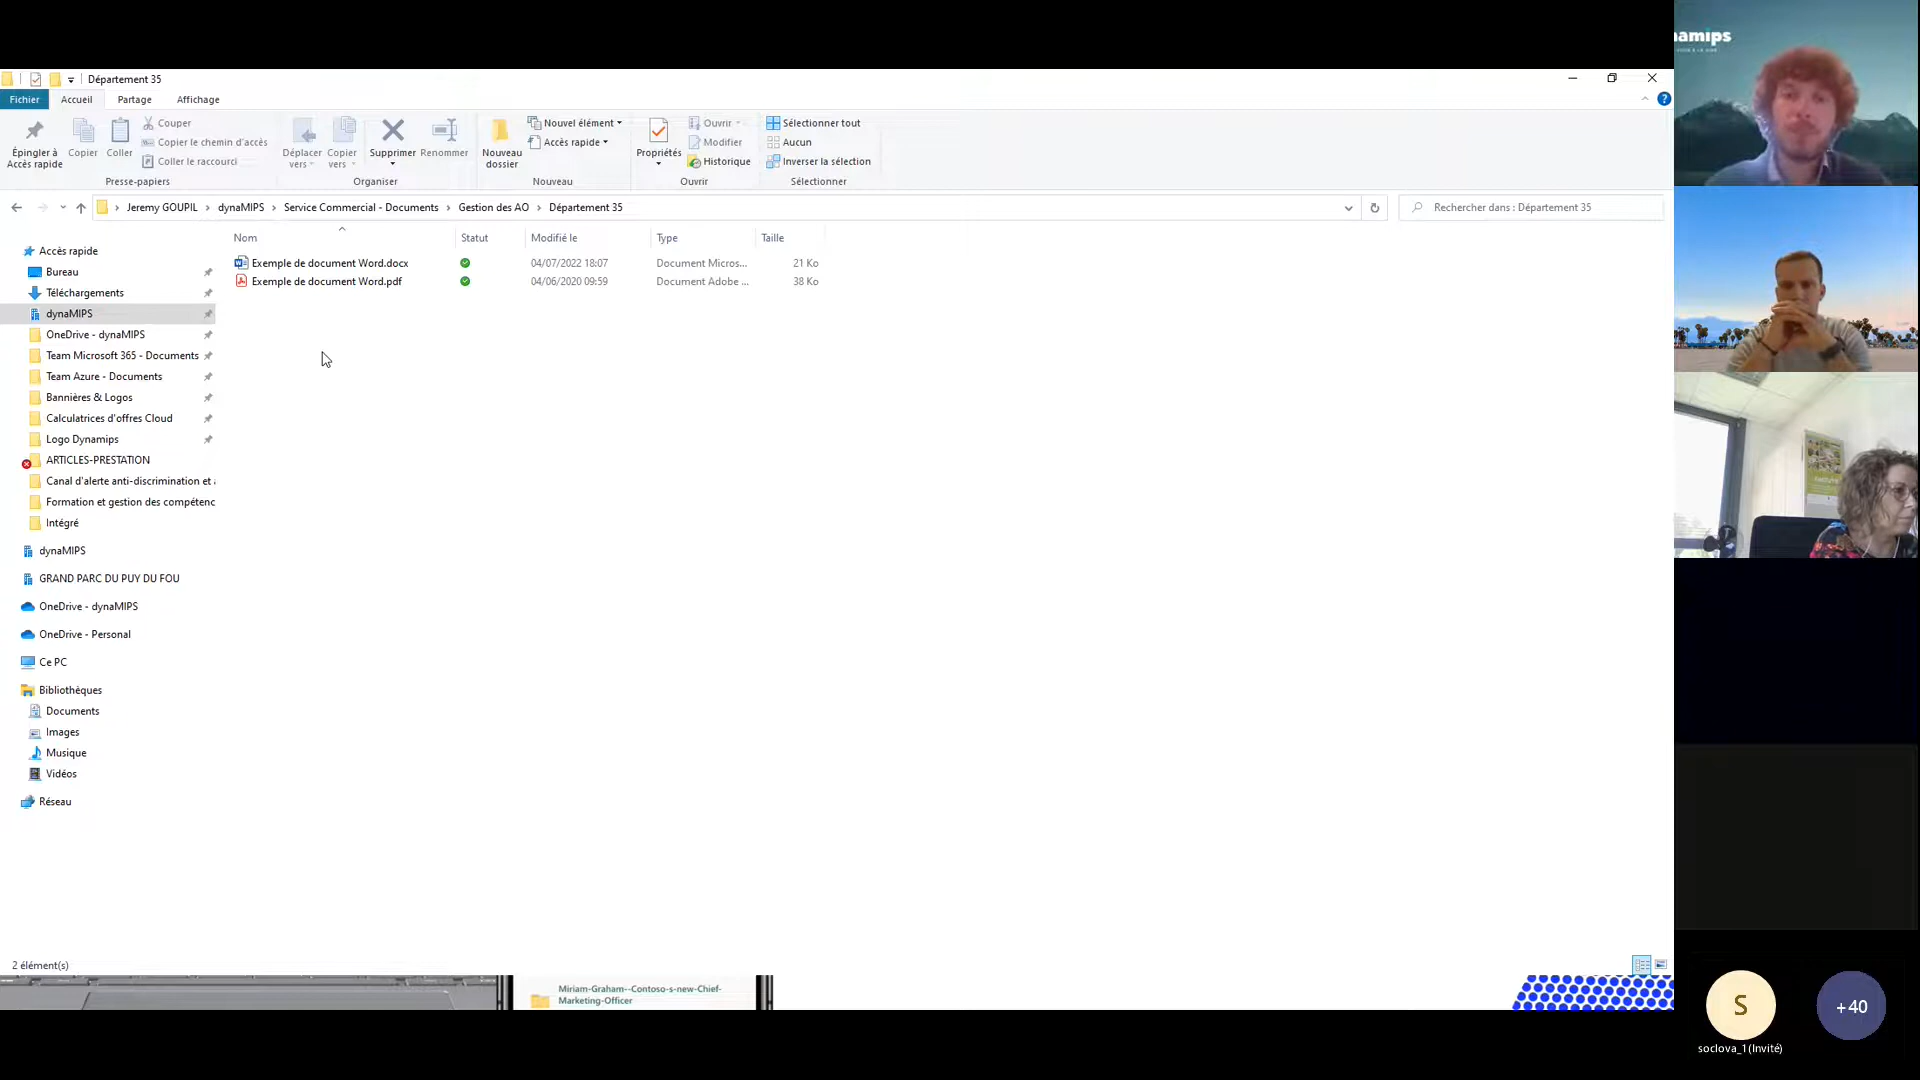 Département 35
Fichier Accueil Partage Affichage
Épingler à Accès rapide
Copier
Coller
Couper
Copier le chemin d'accès
Coller le raccourci
Presse-papiers
Déplacer vers
Copier vers
Supprimer
Renommer
Organiser
Nouveau dossier
Nouvel élément
Accès rapide
Nouveau
Propriétés
Ouvrir
Modifier
Historique
Ouvrir
Sélectionner tout
Aucun
Inverser la sélection
Sélectionner
Jeremy GOUPIL › dynaMIPS › Service Commercial - Documents › Gestion des AO › Département 35
Rechercher dans : Département 35
Nom Statut Modifié le Type Taille
Exemple de document Word.docx 04/07/2022 18:07 Document Micros... 21 Ko
Exemple de document Word.pdf 04/06/2020 09:59 Document Adobe ... 38 Ko
Accès rapide
Bureau
Téléchargements
dynaMIPS
OneDrive - dynaMIPS
Team Microsoft 365 - Documents
Team Azure - Documents
Bannières & Logos
Calculatrices d'offres Cloud
Logo Dynamips
ARTICLES-PRESTATION
Canal d'alerte anti-discrimination et
Formation et gestion des compétenc
Intégré
dynaMIPS
GRAND PARC DU PUY DU FOU
OneDrive - dynaMIPS
OneDrive - Personal
Ce PC
Bibliothèques
Documents
Images
Musique
Vidéos
Réseau
2 élément(s)
Miriam-Graham--Contoso-s-new-Chief-
Marketing-Officer
namips
S
+40
soclova_1(Invité)